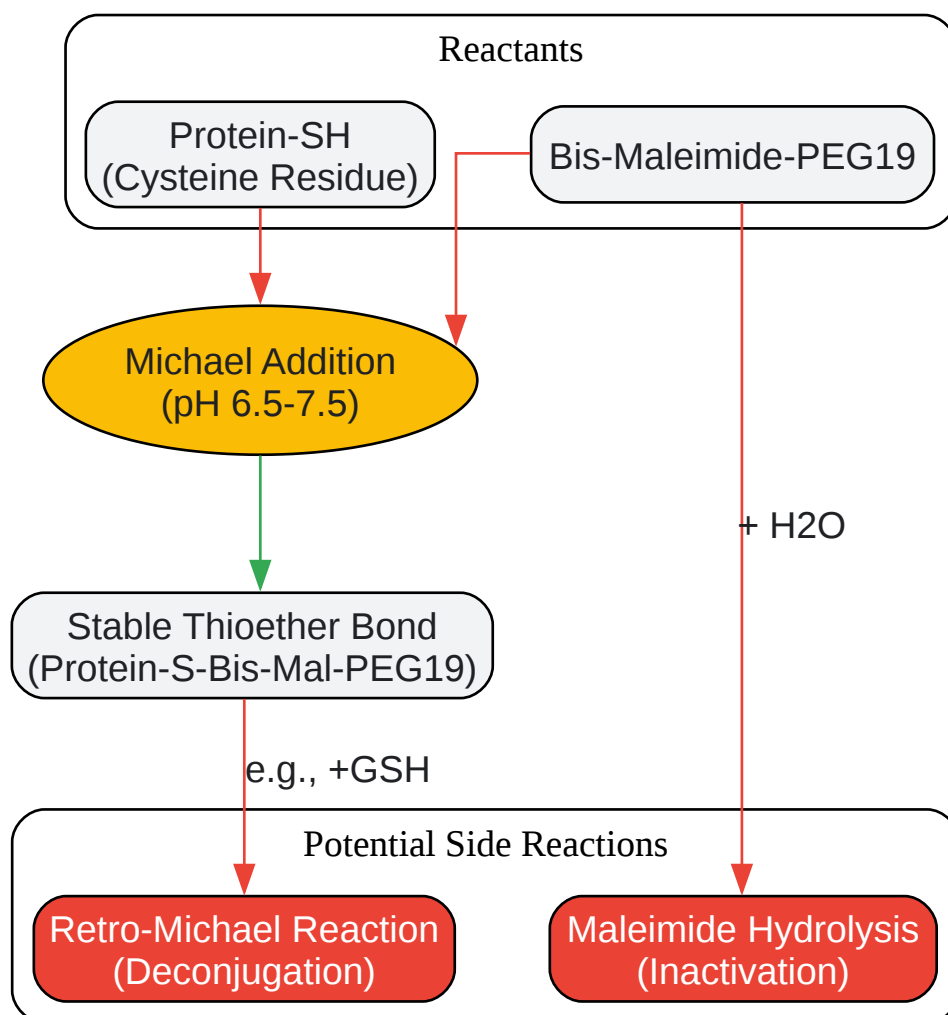 Reactants
Protein-SH
(Cysteine Residue)
Bis-Maleimide-PEG19
Michael Addition
(pH 6.5-7.5)
+ H2O
Stable Thioether Bond
(Protein-S-Bis-Mal-PEG19)
e.g., +GSH
Potential Side Reactions
Retro-Michael Reaction
(Deconjugation)
Maleimide Hydrolysis
(Inactivation)